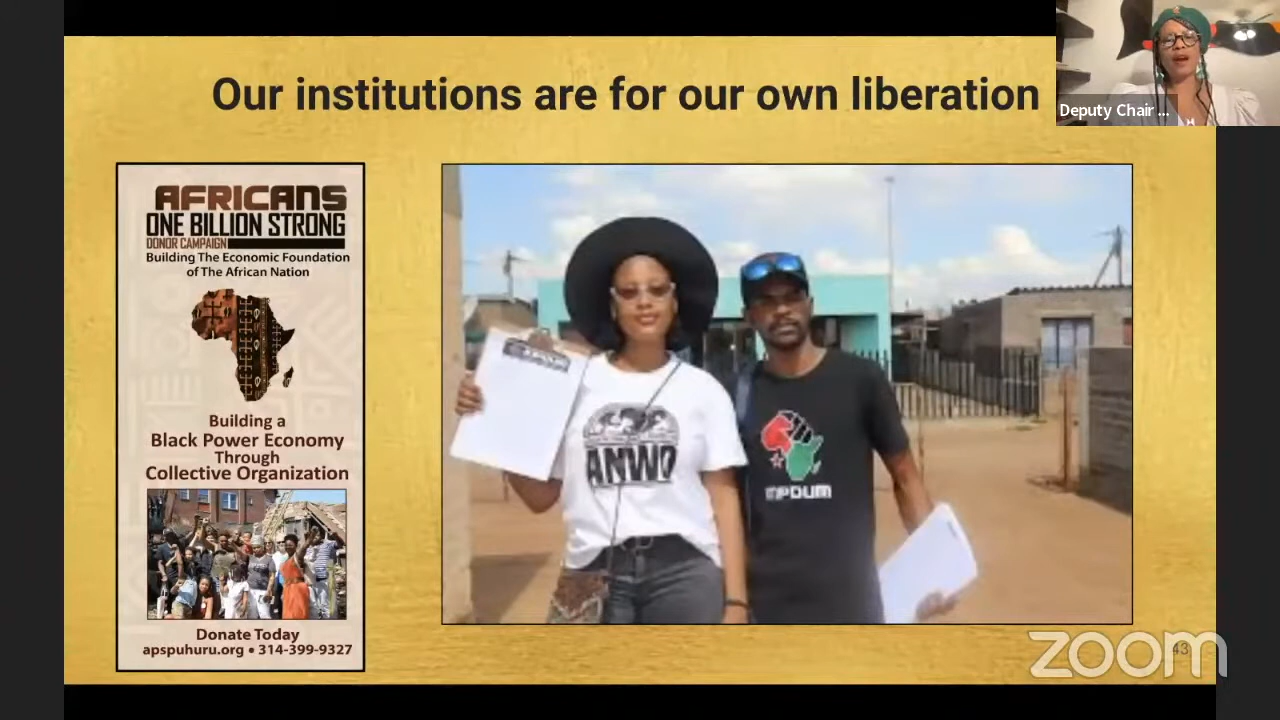 Our institutions are for our own liberation
Deputy Chair ...
AFRICANS
ONE BILLION STRONG
DONOR CAMPAIGN
Building The Economic Foundation
of The African Nation
Building a
Black Power Economy
Through
Collective Organization
Donate Today
apspuhuru.org • 314-399-9327
ANWO
INPDUM
zoom
43